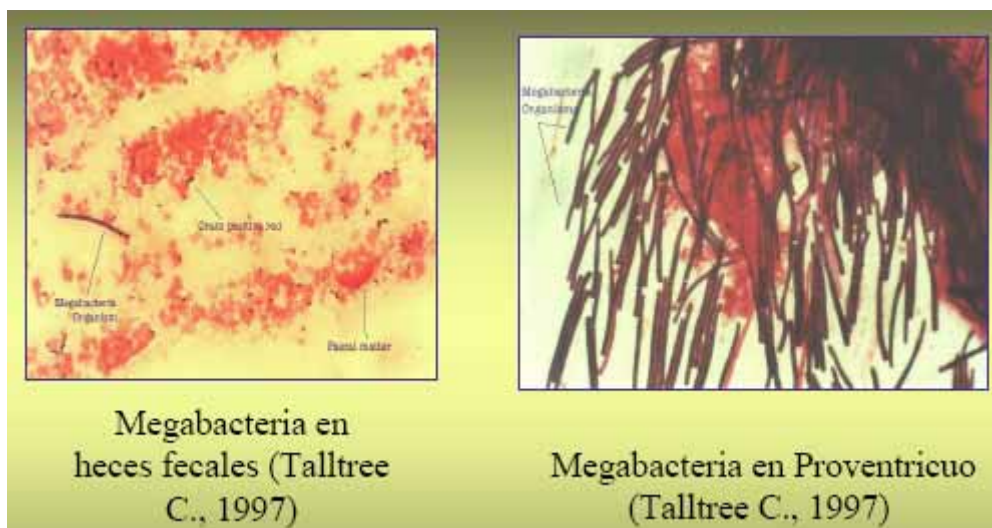 Megabacteria
Organism
Gram positive rod
Faecal matter
Megabacteria
Organisms
Megabacteria en
heces fecales (Talltree
C., 1997)
Megabacteria en Proventricuo
(Talltree C., 1997)